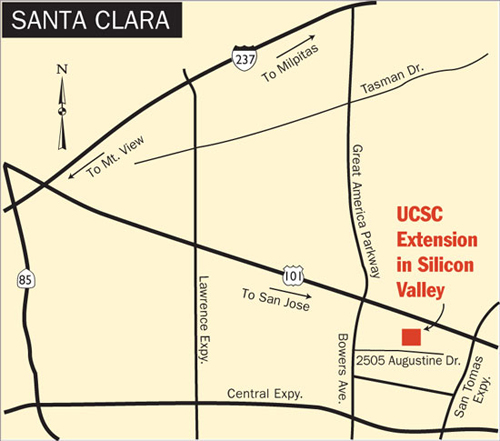 SANTA CLARA
N
237
To Milpitas
Tasman Dr.
To Mt. View
Great America Parkway
UCSC
Extension
in Silicon
Valley
85
101
To San Jose
Lawrence Expy.
Bowers Ave.
2505 Augustine Dr.
San Tomas
Expy.
Central Expy.